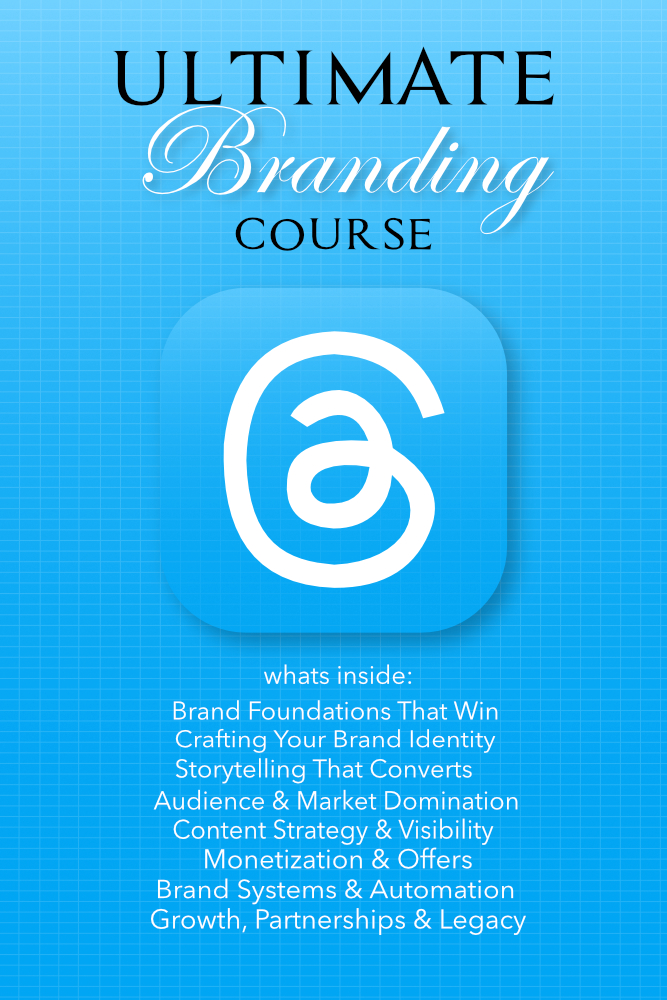 ULTIMATE
Branding
COURSE
whats inside:
Brand Foundations That Win
Crafting Your Brand Identity
Storytelling That Converts
Audience & Market Domination
Content Strategy & Visibility
Monetization & Offers
Brand Systems & Automation
Growth, Partnerships & Legacy